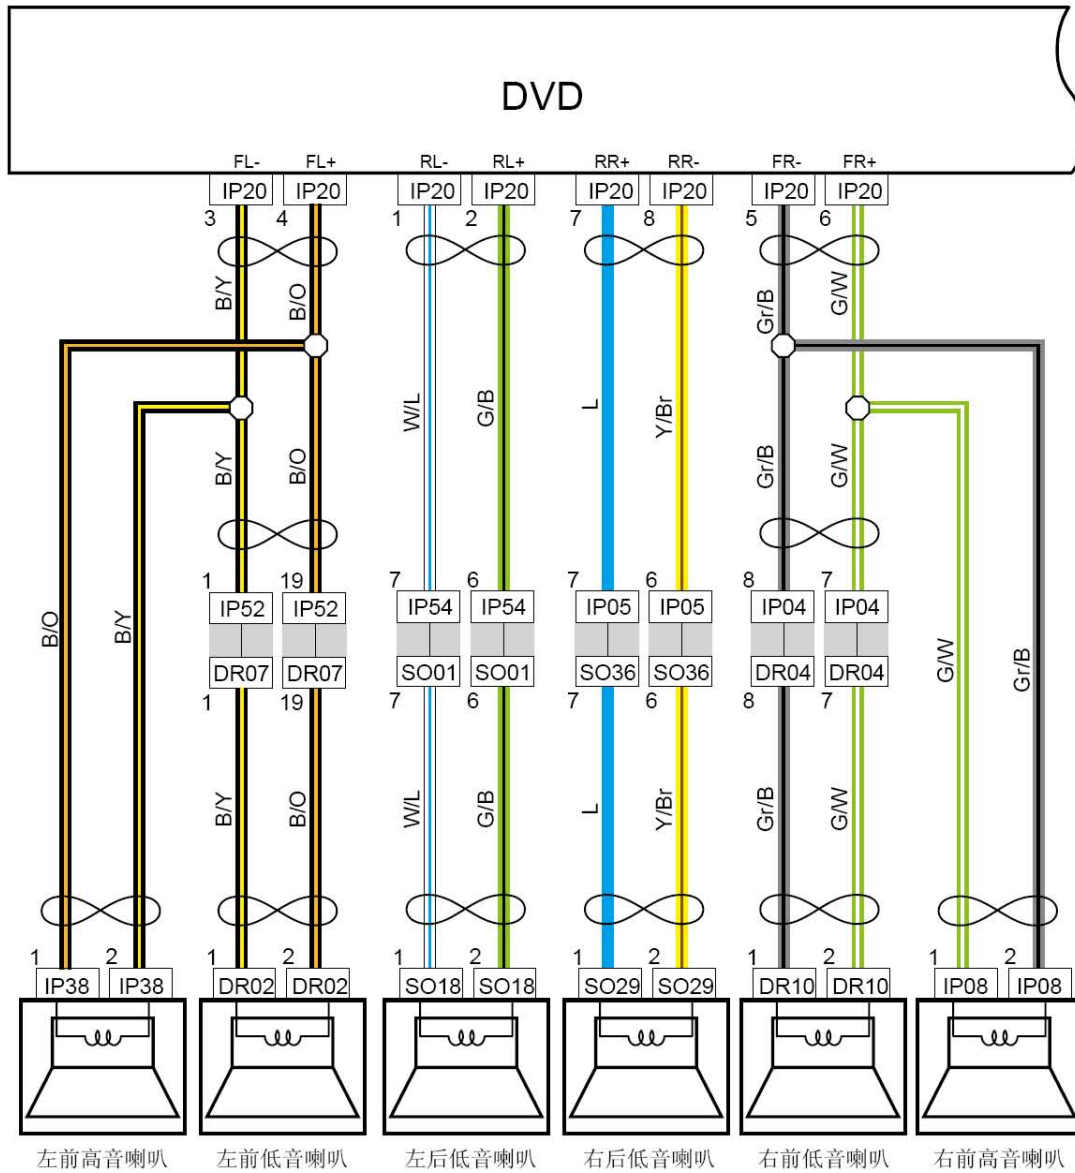 DVD
FL- FL+ RL- RL+ RR+ RR- FR- FR+
IP20 IP20 IP20 IP20 IP20 IP20 IP20 IP20
3 4 1 2 7 8 5 6
B/Y B/O Gr/B G/W
W/L G/B L Y/Br
B/Y B/O Gr/B G/W
1 19 7 6 7 6 8 7
IP52 IP52 IP54 IP54 IP05 IP05 IP04 IP04
B/O B/Y G/W Gr/B
DR07 DR07 SO01 SO01 SO36 SO36 DR04 DR04
1 19 7 6 7 6 8 7
B/Y B/O W/L G/B L Y/Br Gr/B G/W
1 2 1 2 1 2 1 2 1 2 1 2
IP38 IP38 DR02 DR02 SO18 SO18 SO29 SO29 DR10 DR10 IP08 IP08
左前高音喇叭 左前低音喇叭 左后低音喇叭 右后低音喇叭 右前低音喇叭 右前高音喇叭